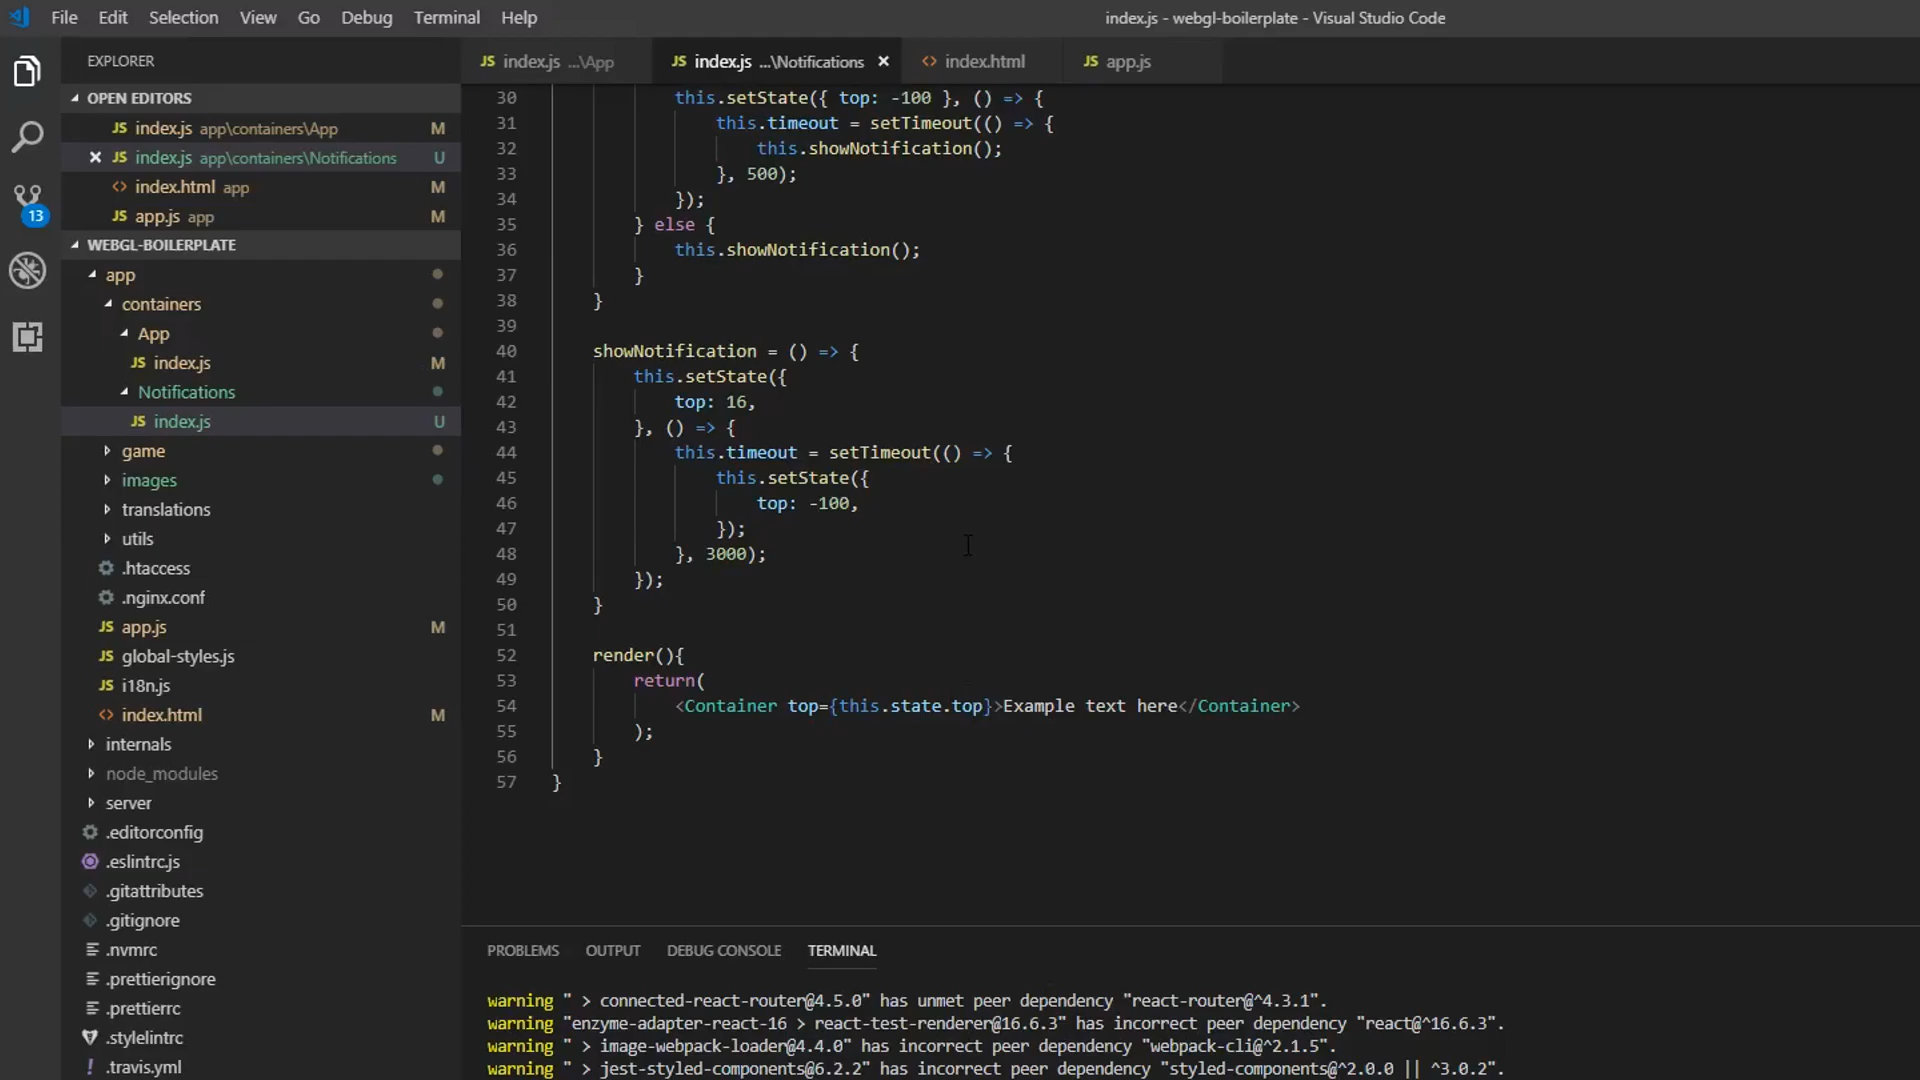 File Edit Selection View Go Debug Terminal Help
index.js - webgl-boilerplate - Visual Studio Code
EXPLORER
JS index.js ...\App
JS index.js ...\Notifications ×
<> index.html
JS app.js
OPEN EDITORS
JS index.js app\containers\App M
× JS index.js app\containers\Notifications U
<> index.html app M
JS app.js app M
13
WEBGL-BOILERPLATE
app
containers
App
JS index.js M
Notifications
JS index.js U
game
images
translations
utils
.htaccess
.nginx.conf
JS app.js M
JS global-styles.js
JS i18n.js
<> index.html M
internals
node_modules
server
.editorconfig
.eslintrc.js
.gitattributes
.gitignore
.nvmrc
.prettierignore
.prettierrc
.stylelintrc
! .travis.yml
30 this.setState({ top: -100 }, () => {
31 this.timeout = setTimeout(() => {
32 this.showNotification();
33 }, 500);
34 });
35 } else {
36 this.showNotification();
37 }
38 }
39
40 showNotification = () => {
41 this.setState({
42 top: 16,
43 }, () => {
44 this.timeout = setTimeout(() => {
45 this.setState({
46 top: -100,
47 });
48 }, 3000);
49 });
50 }
51
52 render(){
53 return(
54 <Container top={this.state.top}>Example text here</Container>
55 );
56 }
57 }
PROBLEMS OUTPUT DEBUG CONSOLE TERMINAL
warning " > connected-react-router@4.5.0" has unmet peer dependency "react-router@^4.3.1".
warning "enzyme-adapter-react-16 > react-test-renderer@16.6.3" has incorrect peer dependency "react@^16.6.3".
warning " > image-webpack-loader@4.4.0" has incorrect peer dependency "webpack-cli@^2.1.5".
warning " > jest-styled-components@6.2.2" has incorrect peer dependency "styled-components@^2.0.0 || ^3.0.2".